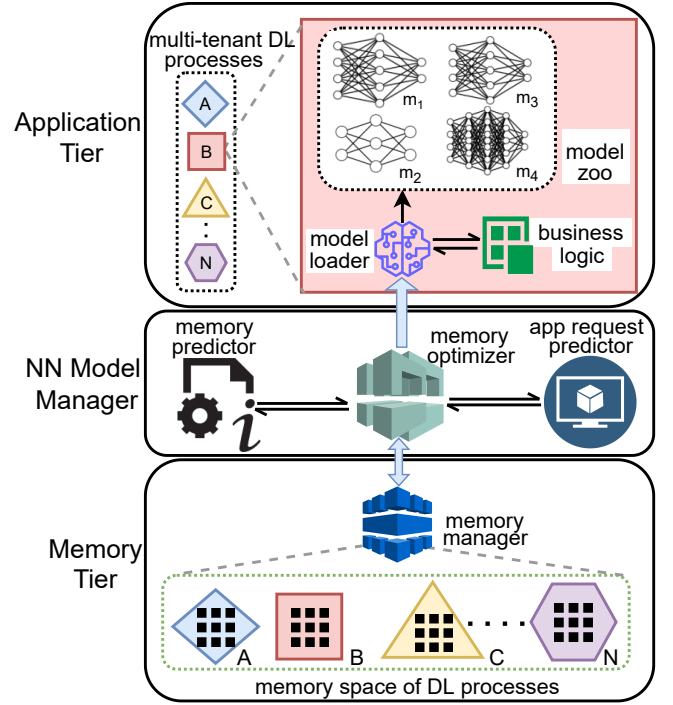 Application
Tier
multi-tenant DL
processes
A
B
C
N
m1
m3
m2
m4
model
zoo
model
loader
business
logic
NN Model
Manager
memory
predictor
memory
optimizer
app request
predictor
i
Memory
Tier
memory
manager
A
B
C
N
memory space of DL processes